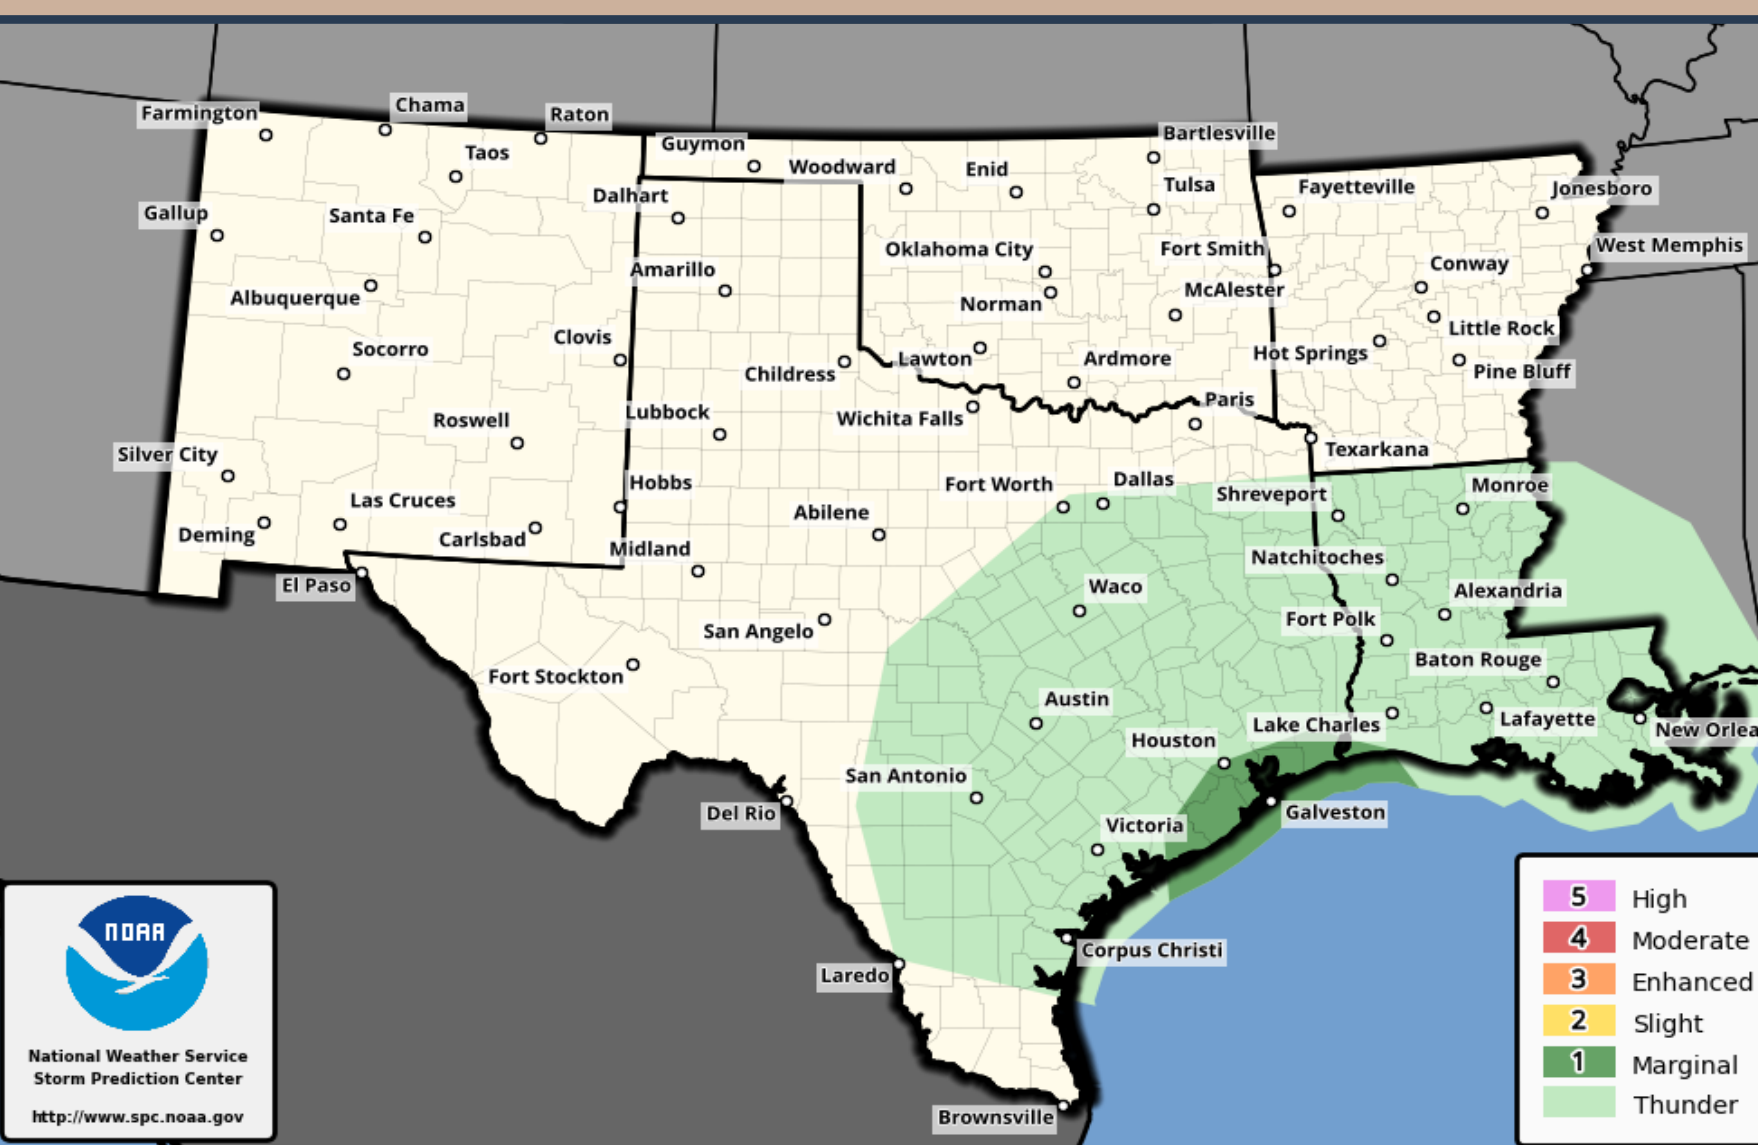 Farmington
Chama
Raton
Taos
Guymon
Woodward
Enid
Bartlesville
Tulsa
Fayetteville
Jonesboro
Dalhart
Gallup
Santa Fe
Oklahoma City
Fort Smith
West Memphis
Amarillo
Conway
Albuquerque
Norman
McAlester
Little Rock
Clovis
Socorro
Hot Springs
Lawton
Ardmore
Childress
Pine Bluff
Paris
Lubbock
Roswell
Wichita Falls
Texarkana
Silver City
Hobbs
Fort Worth
Dallas
Shreveport
Monroe
Las Cruces
Abilene
Deming
Carlsbad
Midland
Natchitoches
El Paso
Waco
Alexandria
Fort Polk
San Angelo
Baton Rouge
Fort Stockton
Austin
Lake Charles
Lafayette
New Orlea
Houston
San Antonio
Del Rio
Galveston
Victoria
Corpus Christi
Laredo
Brownsville
NOAA
National Weather Service
Storm Prediction Center
http://www.spc.noaa.gov
5 High
4 Moderate
3 Enhanced
2 Slight
1 Marginal
Thunder